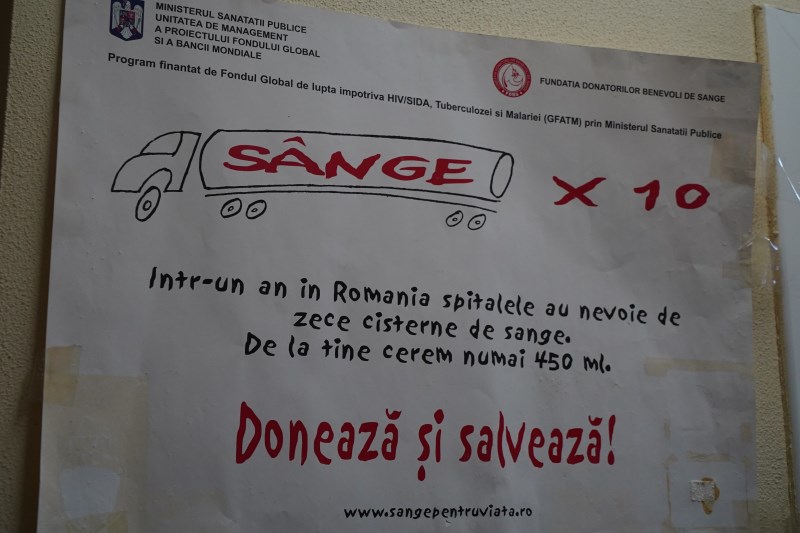 MINISTERUL SANATATII PUBLICE
UNITATEA DE MANAGEMENT
A PROIECTULUI FONDULUI GLOBAL
SI A BANCII MONDIALE
FUNDATIA DONATORILOR BENEVOLI DE SANGE
Program finantat de Fondul Global de lupta impotriva HIV/SIDA, Tuberculozei si Malariei (GFATM) prin Ministerul Sanatatii Publice
SÂNGE X 10
Intr-un an in Romania spitalele au nevoie de
zece cisterne de sange.
De la tine cerem numai 450 ml.
Donează și salvează!
www.sangepentruviata.ro